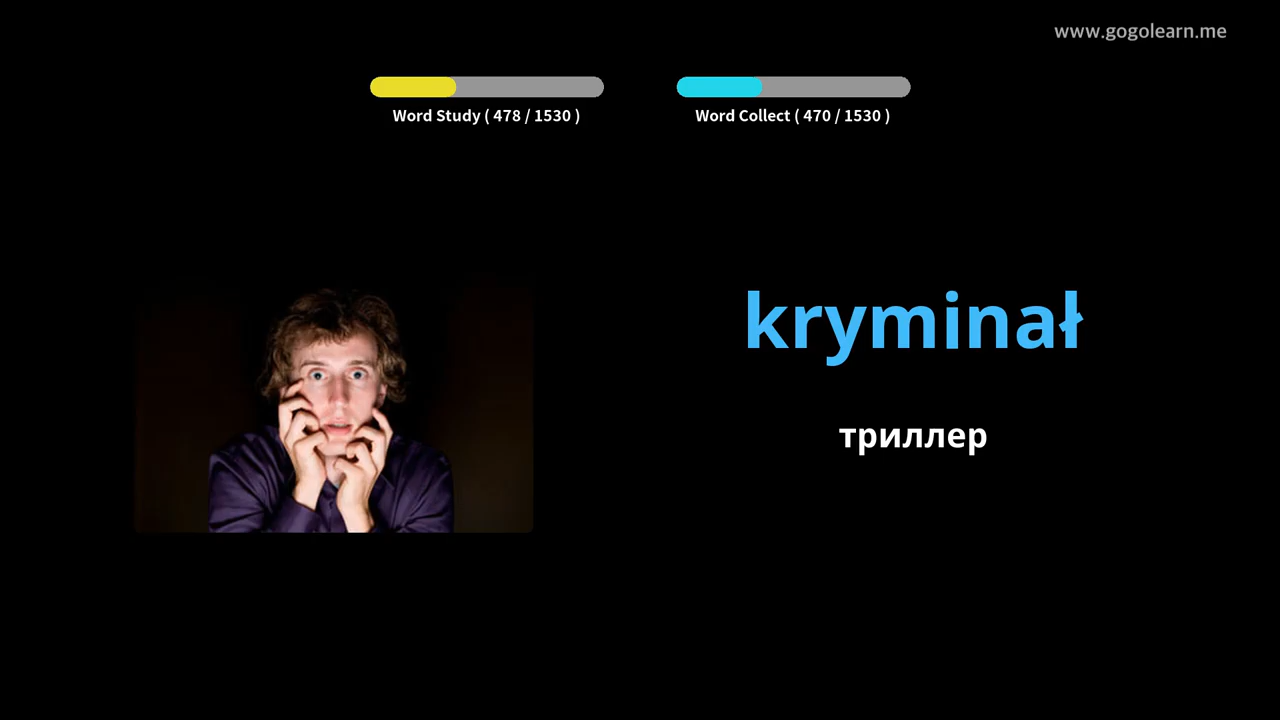 www.gogolearn.me
Word Study ( 478 / 1530 )
Word Collect ( 470 / 1530 )
kryminał
триллер